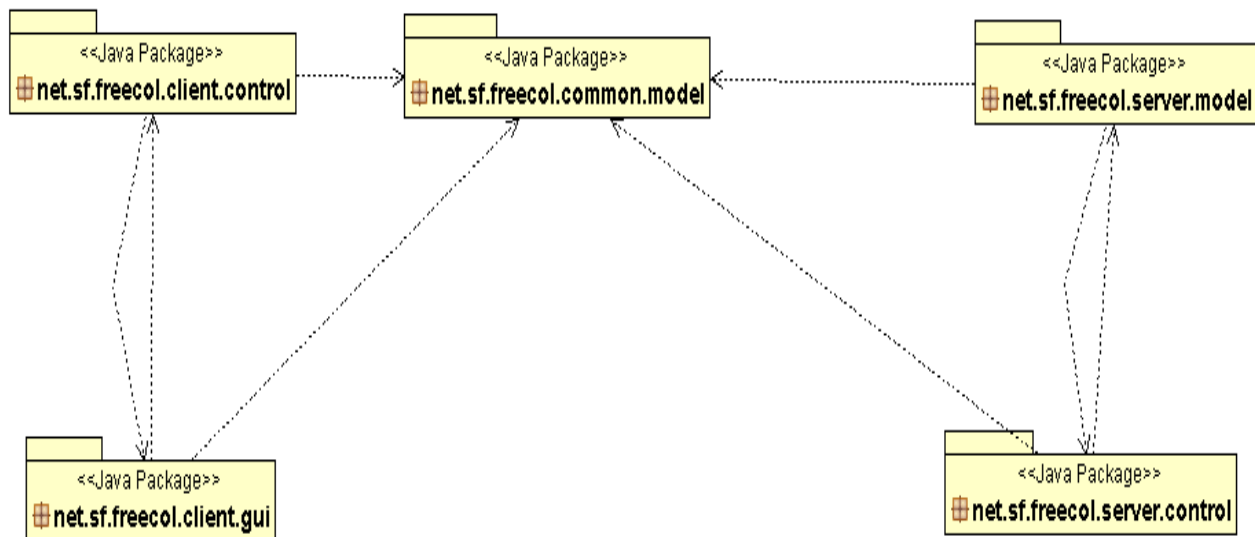 <<Java Package>>
net.sf.freecol.client.control
<<Java Package>>
net.sf.freecol.common.model
<<Java Package>>
net.sf.freecol.server.model
<<Java Package>>
net.sf.freecol.client.gui
<<Java Package>>
net.sf.freecol.server.control